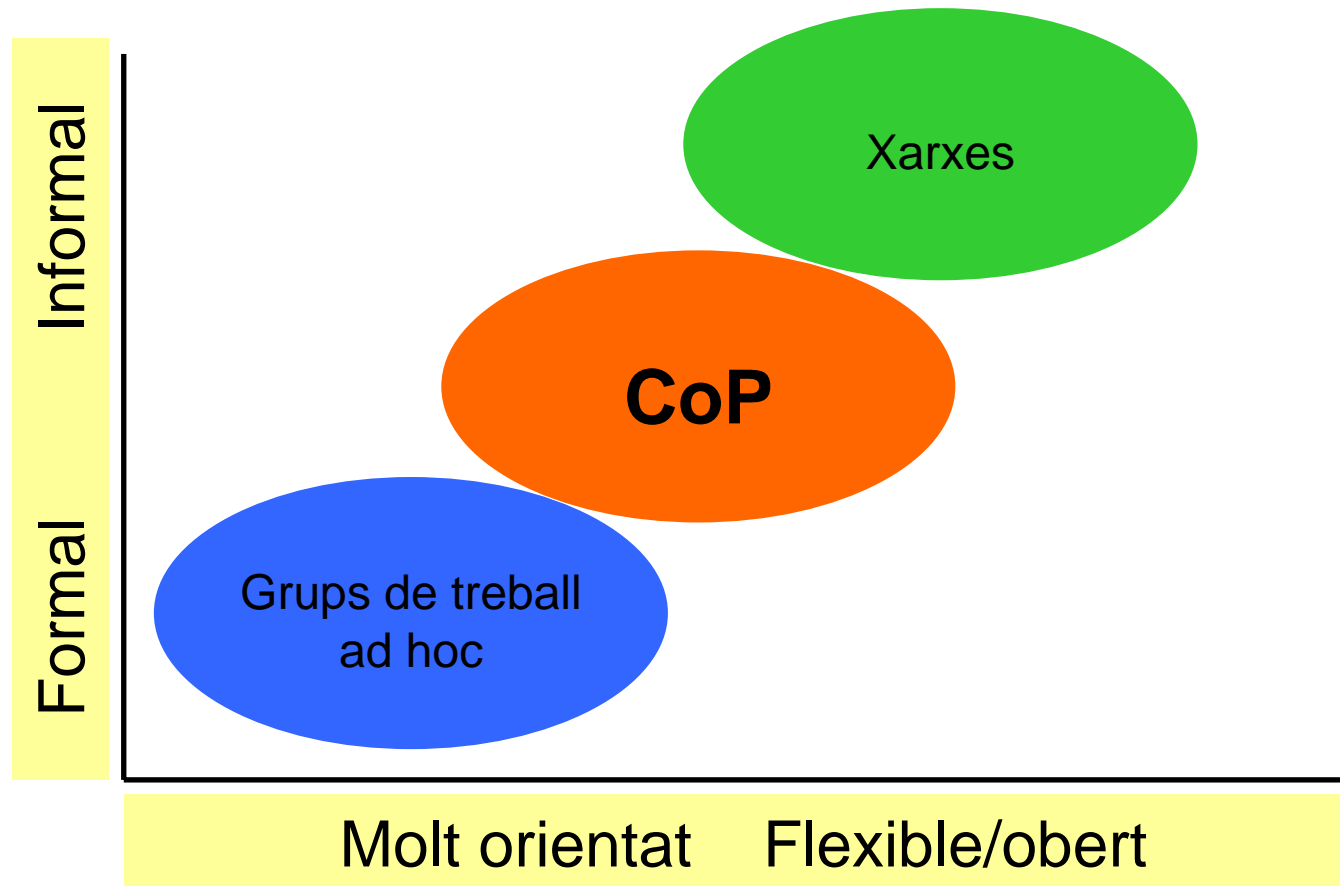 Informal
Formal
Xarxes
CoP
Grups de treball
ad hoc
Molt orientat Flexible/obert